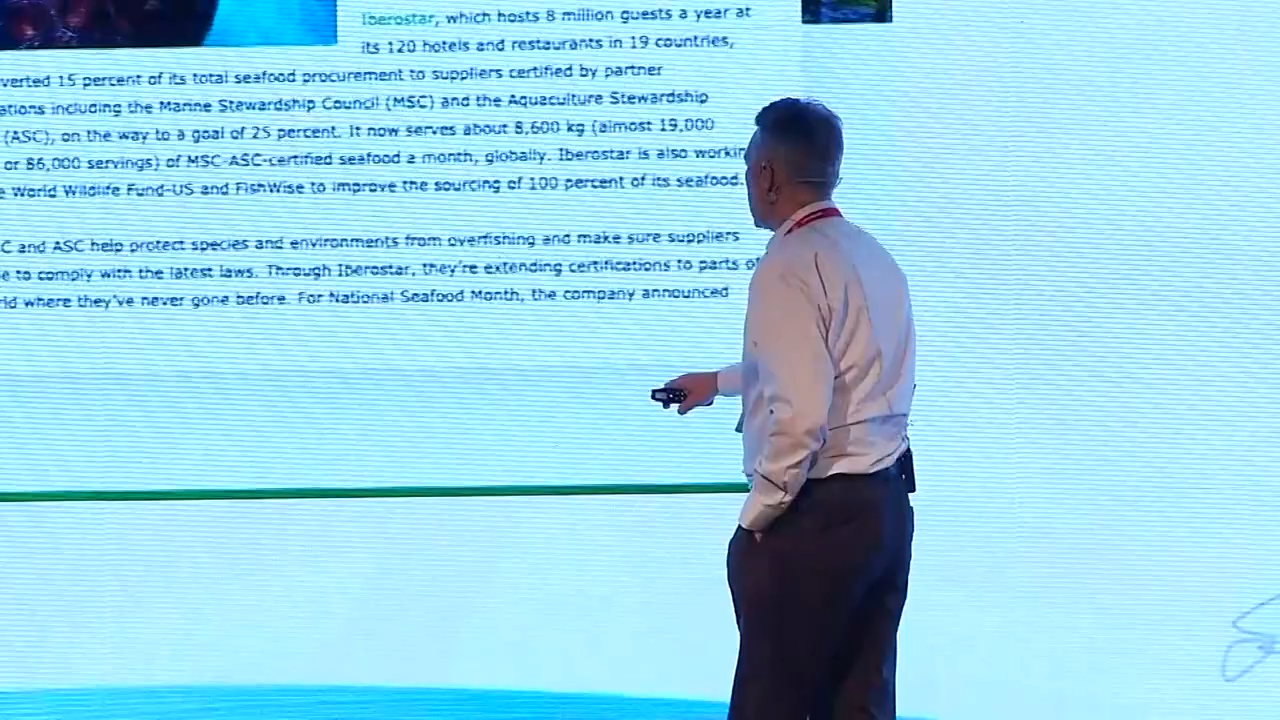 Iberostar, which hosts 8 million guests a year at
its 120 hotels and restaurants in 19 countries,
verted 15 percent of its total seafood procurement to suppliers certified by partner
ations including the Marine Stewardship Council (MSC) and the Aquaculture Stewardship
(ASC), on the way to a goal of 25 percent. It now serves about 8,600 kg (almost 19,000
or 86,000 servings) of MSC-ASC-certified seafood a month, globally. Iberostar is also workin
e World Wildlife Fund-US and FishWise to improve the sourcing of 100 percent of its seafood.
C and ASC help protect species and environments from overfishing and make sure suppliers
e to comply with the latest laws. Through Iberostar, they're extending certifications to parts of
rld where they've never gone before. For National Seafood Month, the company announced